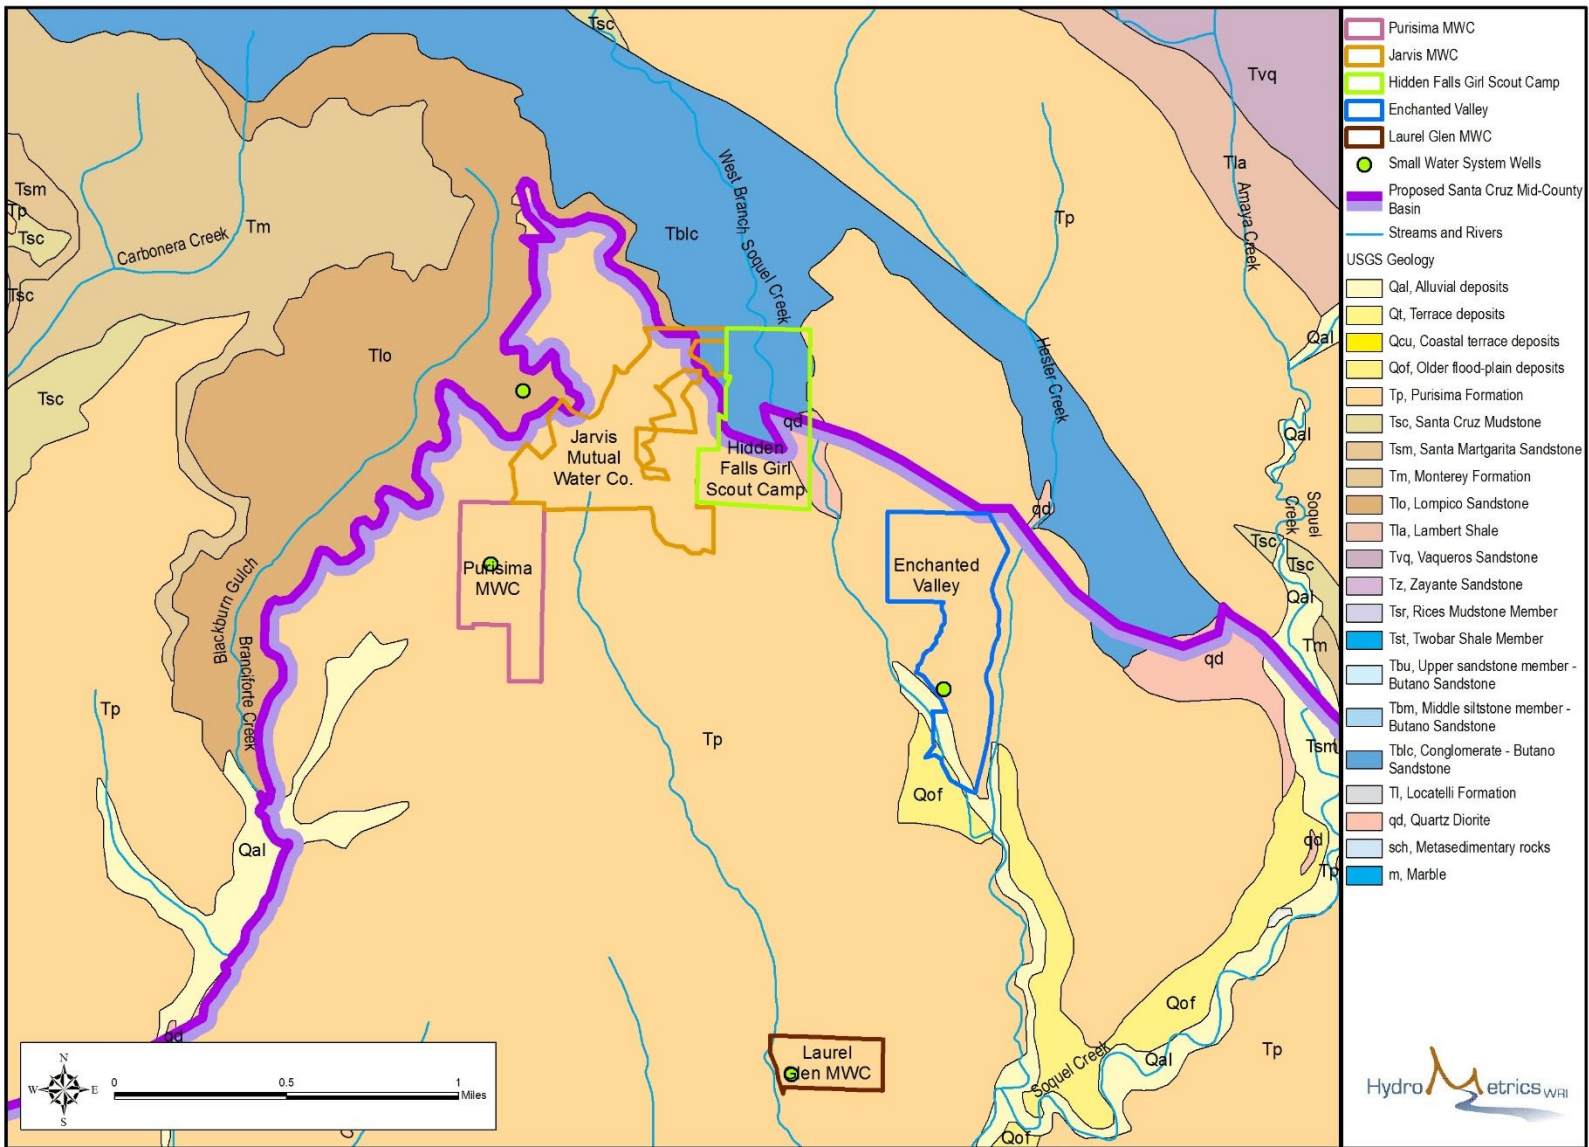 Tsc
Tvq
Tsm
Tp
Tsc
Tsc
Carbonera Creek
Tm
Tblc
West Branch Soquel Creek
Tp
Tla
Amaya Creek
Qal
Tlo
Tsc
Hester Creek
qd
Jarvis
Mutual
Water Co.
Hidden
Falls Girl
Scout Camp
Qal
Soquel
Creek
qd
Tsc
Tsc
Qal
Purisima
MWC
Enchanted
Valley
Blackburn Gulch
Branciforte Creek
qd
Tm
Tp
Tp
Tsm
Qof
Qal
qd
Tp
Qof
qd
Laurel
Glen MWC
Soquel Creek
Qal
Tp
Qof
N
W
E
S
0
0.5
1
Miles
Purisima MWC
Jarvis MWC
Hidden Falls Girl Scout Camp
Enchanted Valley
Laurel Glen MWC
Small Water System Wells
Proposed Santa Cruz Mid-County
Basin
Streams and Rivers
USGS Geology
Qal, Alluvial deposits
Qt, Terrace deposits
Qcu, Coastal terrace deposits
Qof, Older flood-plain deposits
Tp, Purisima Formation
Tsc, Santa Cruz Mudstone
Tsm, Santa Martgarita Sandstone
Tm, Monterey Formation
Tlo, Lompico Sandstone
Tla, Lambert Shale
Tvq, Vaqueros Sandstone
Tz, Zayante Sandstone
Tsr, Rices Mudstone Member
Tst, Twobar Shale Member
Tbu, Upper sandstone member -
Butano Sandstone
Tbm, Middle siltstone member -
Butano Sandstone
Tblc, Conglomerate - Butano
Sandstone
Tl, Locatelli Formation
qd, Quartz Diorite
sch, Metasedimentary rocks
m, Marble
HydroMetrics WRI